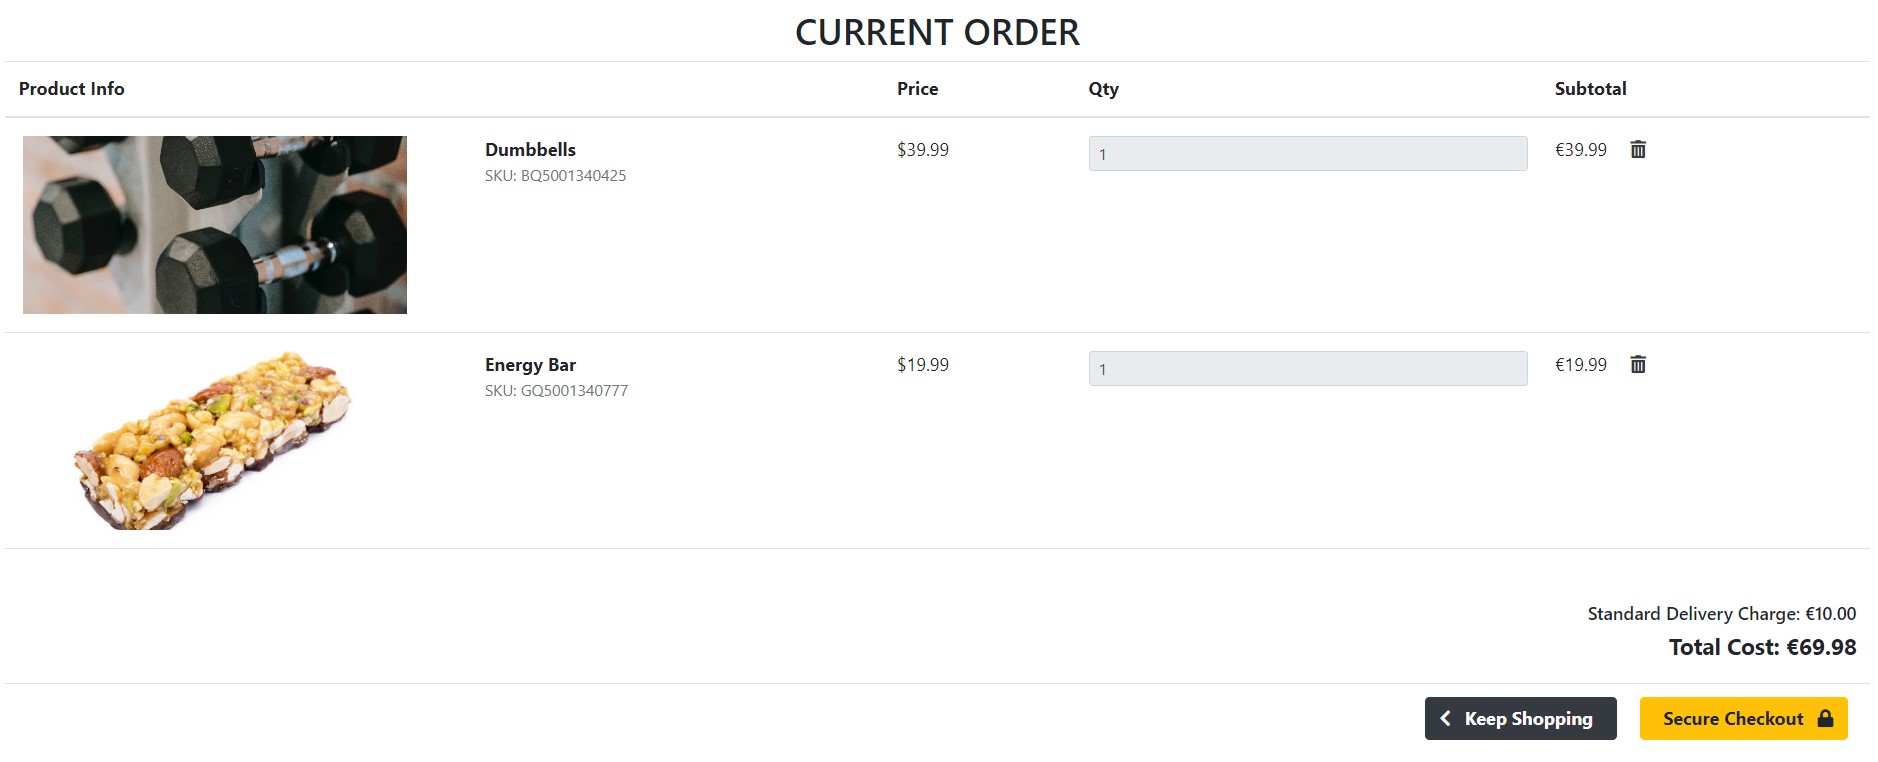 CURRENT ORDER
Product Info Price Qty Subtotal
Dumbbells $39.99 1 €39.99
SKU: BQ5001340425
Energy Bar $19.99 1 €19.99
SKU: GQ5001340777
Standard Delivery Charge: €10.00
Total Cost: €69.98
Keep Shopping Secure Checkout